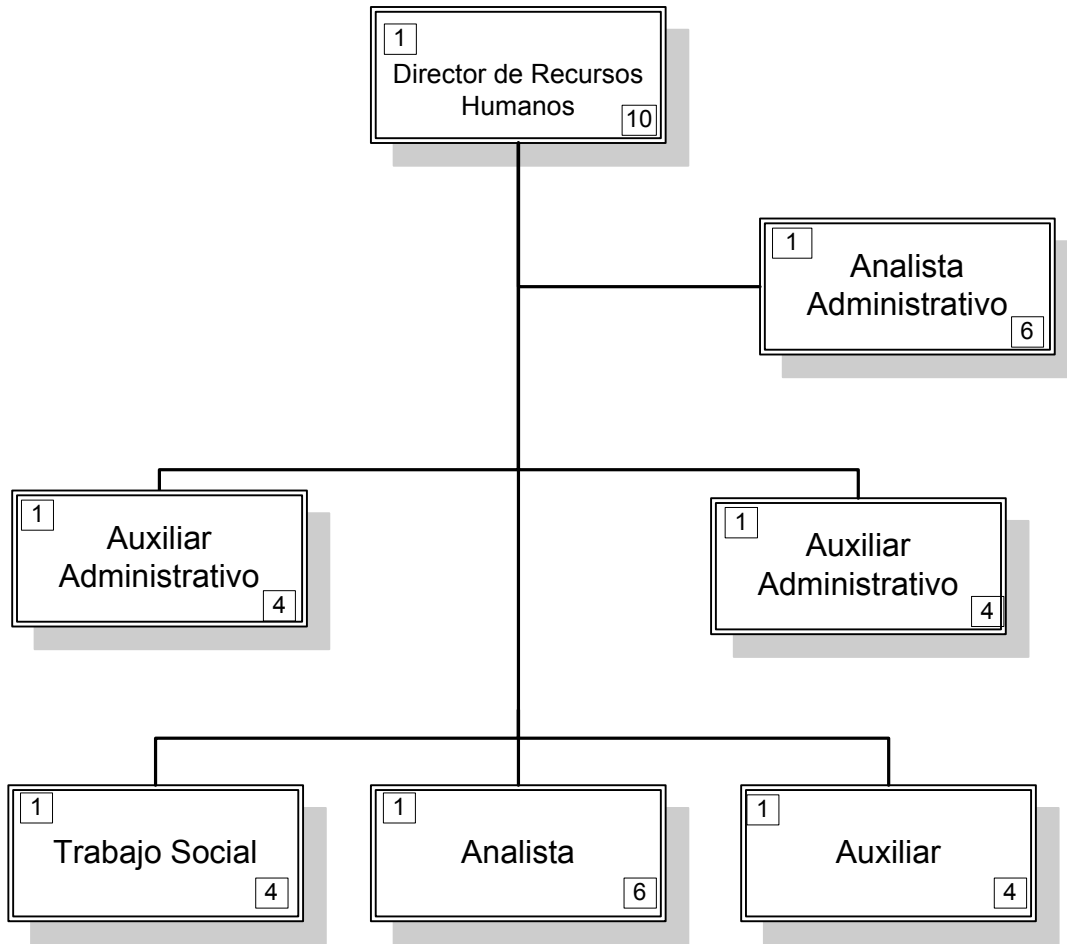 1
Director de Recursos
Humanos
10
1
Analista
Administrativo
6
1
Auxiliar
Administrativo
4
1
Auxiliar
Administrativo
4
1
Trabajo Social
4
1
Analista
6
1
Auxiliar
4